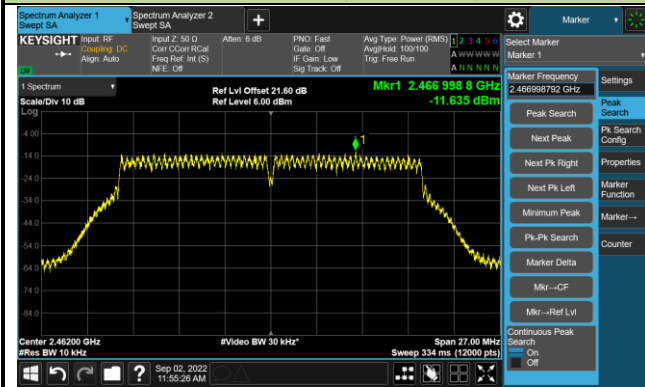 Spectrum Analyzer 1
Swept SA
Spectrum Analyzer 2
Swept SA
+
Marker
KEYSIGHT
Input: RF
Coupling: DC
Align: Auto
Input Z: 50 Ω
Corr CCorr RCal
Freq Ref: Int (S)
NFE: Off
Atten: 6 dB
PNO: Fast
Gate: Off
IF Gain: Low
Sig Track: Off
Avg Type: Power (RMS)
Avg|Hold: 100/100
Trig: Free Run
1 2 3 4 5 6
A W W W W W
A N N N N N
LV
Select Marker
Marker 1
1 Spectrum
Scale/Div 10 dB
Log
Ref Lvl Offset 21.60 dB
Ref Level 6.00 dBm
Mkr1 2.466 998 8 GHz
-11.635 dBm
-4.00
-14.0
-24.0
-34.0
-44.0
-54.0
-64.0
-74.0
-84.0
1
Center 2.46200 GHz
#Res BW 10 kHz
#Video BW 30 kHz*
Span 27.00 MHz
Sweep 334 ms (12000 pts)
Marker Frequency
2.466998792 GHz
Peak Search
Next Peak
Next Pk Right
Next Pk Left
Minimum Peak
Pk-Pk Search
Marker Delta
Mkr→CF
Mkr→Ref Lvl
Continuous Peak
Search
On
Off
Settings
Peak
Search
Pk Search
Config
Properties
Marker
Function
Marker→
Counter
?
Sep 02, 2022
11:55:26 AM